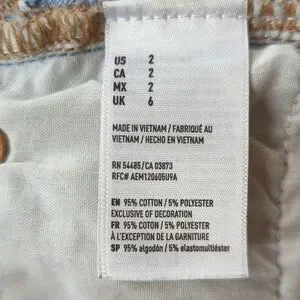 US 2
CA 2
MX 2
UK 6
MADE IN VIETNAM / FABRIQUÉ AU
VIETNAM / HECHO EN VIETNAM
RN 54485/CA 03873
RFC# AEM120605U9A
EN 95% COTTON / 5% POLYESTER
EXCLUSIVE OF DECORATION
FR 95% COTTON / 5% POLYESTER
À L'EXCEPTION DE LA GARNITURE
SP 95% algodón / 5% elastomultiéster